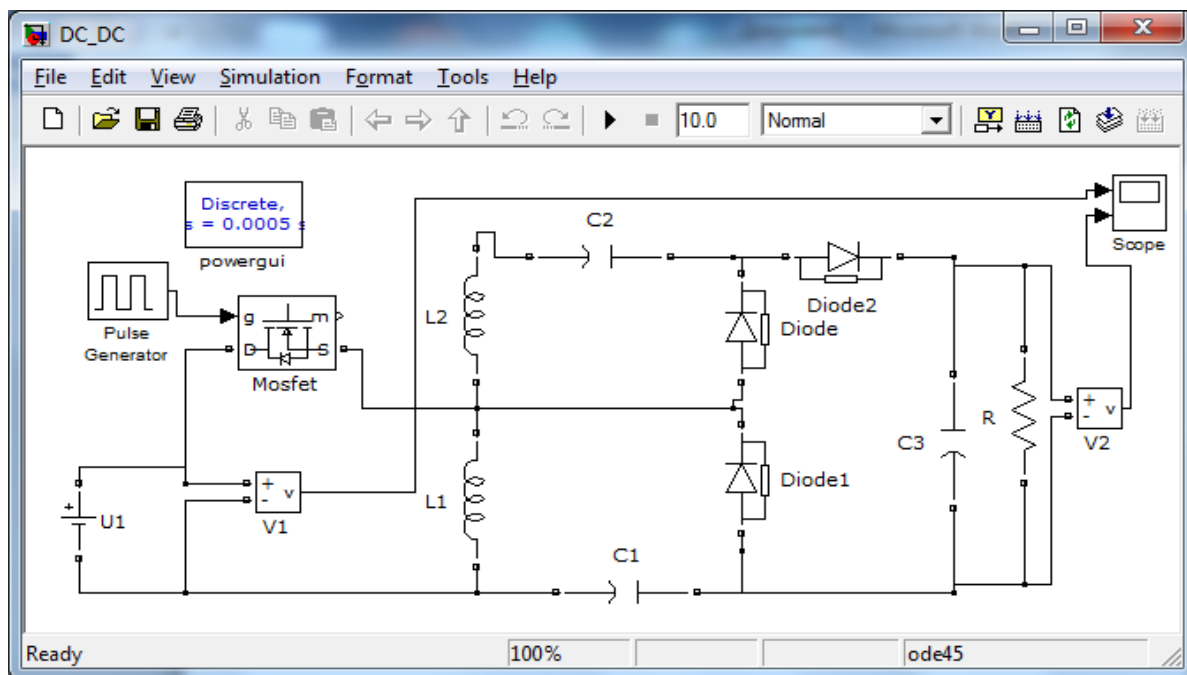 DC_DC
File Edit View Simulation Format Tools Help
10.0 Normal
Discrete,
s = 0.0005 s
powergui
Pulse
Generator
g m
D S
Mosfet
U1
+
+
-
v
V1
L2
L1
C2
C1
Diode2
Diode
Diode1
C3
R
+
-
v
V2
Scope
Ready 100% ode45